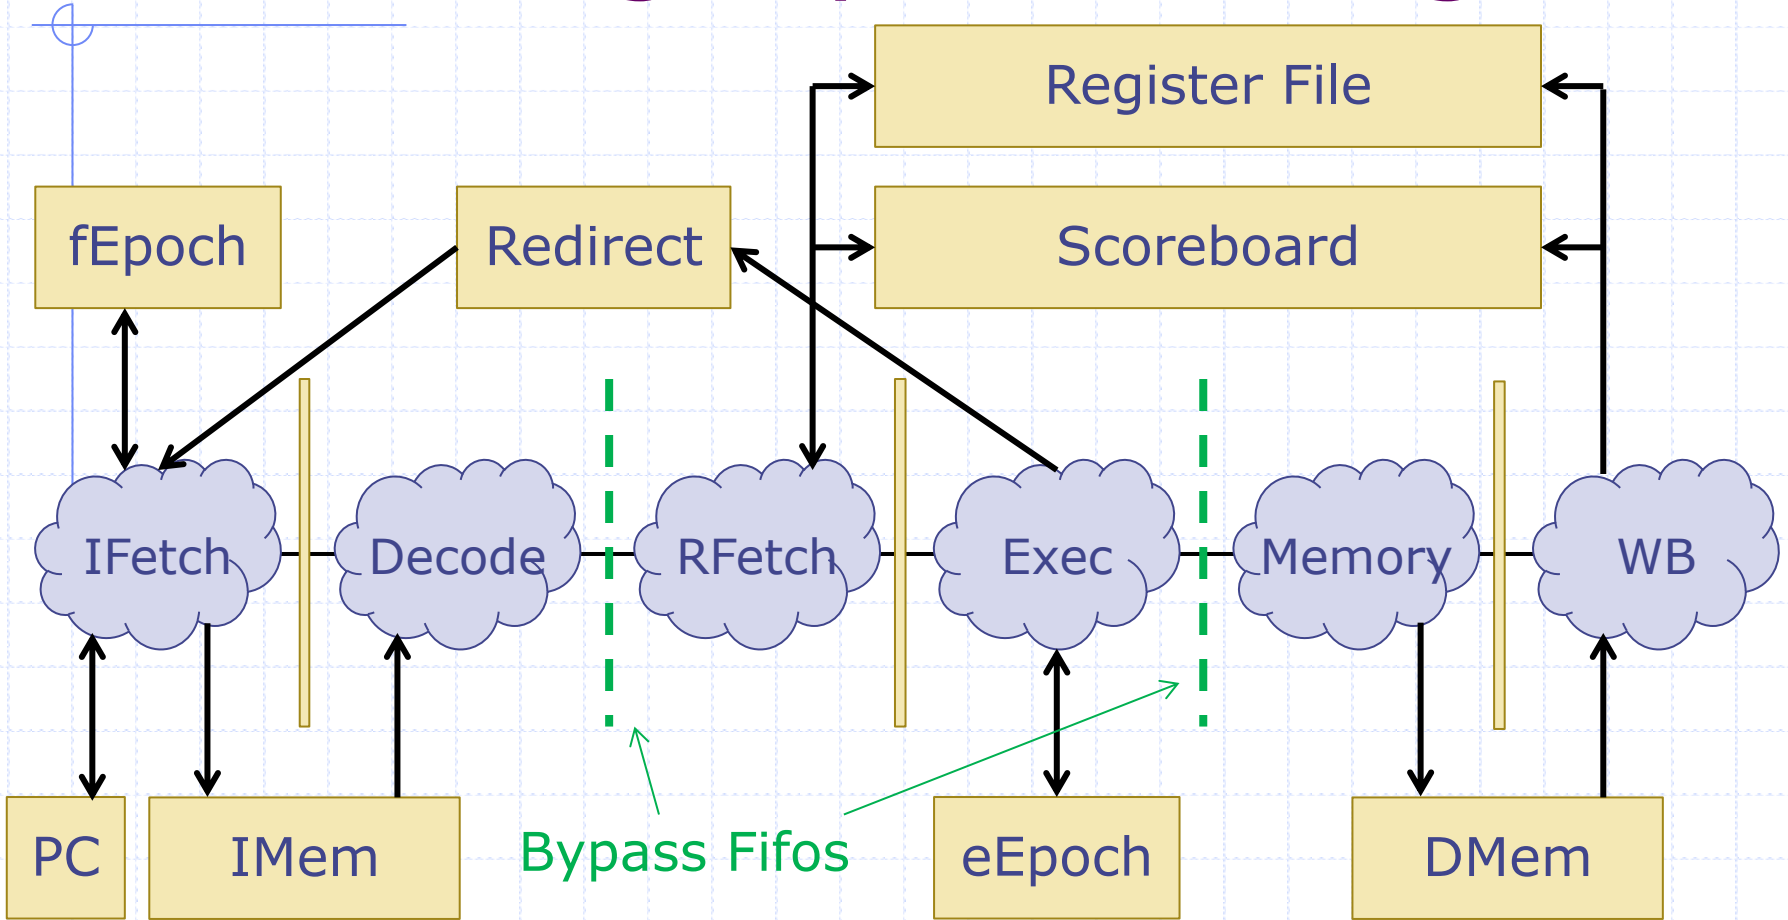 Register File
fEpoch
Redirect
Scoreboard
IFetch
Decode
RFetch
Exec
Memory
WB
PC
IMem
Bypass Fifos
eEpoch
DMem